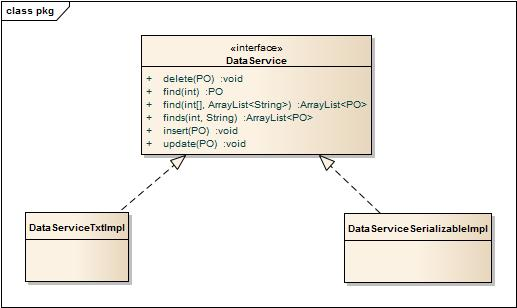 class pkg
«interface»
DataService
+ delete(PO) :void
+ find(int) :PO
+ find(int[], ArrayList<String>) :ArrayList<PO>
+ finds(int, String) :ArrayList<PO>
+ insert(PO) :void
+ update(PO) :void
DataServiceTxtImpl
DataServiceSerializableImpl